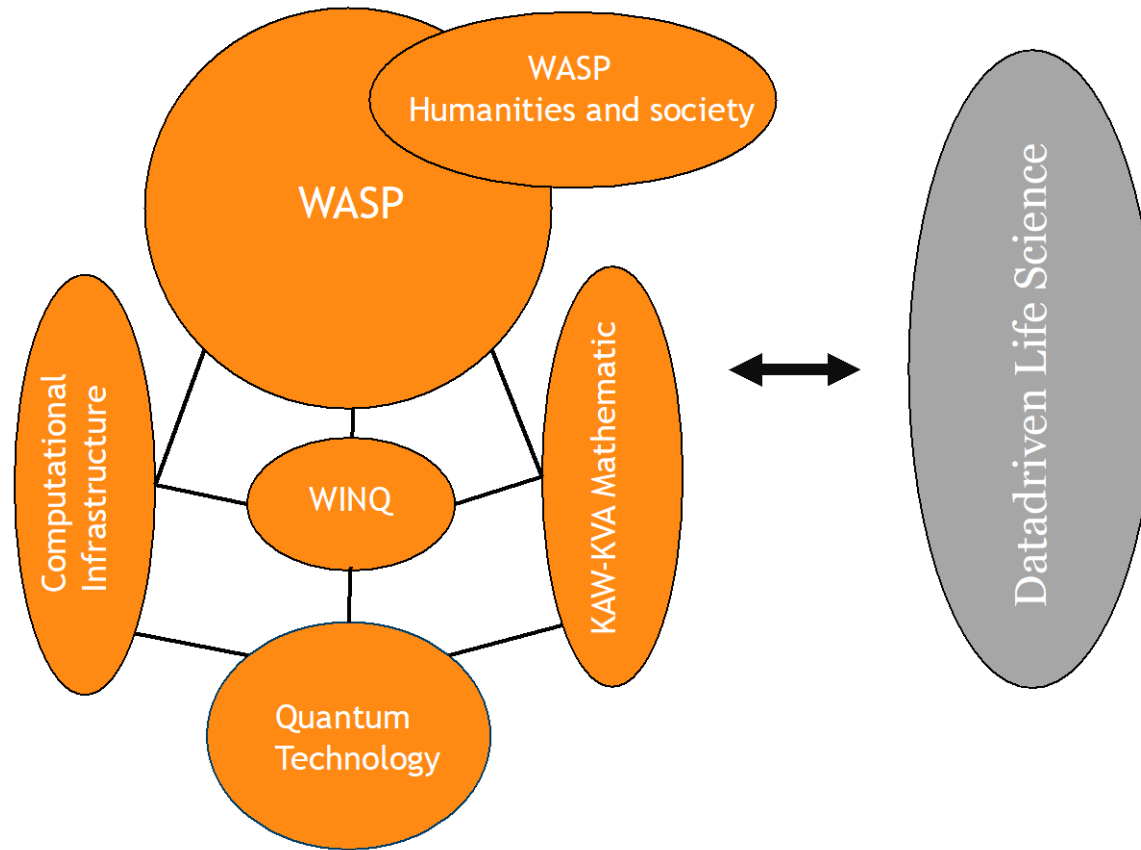 WASP
Humanities and society
WASP
Computational
Infrastructure
WINQ
KAW-KVA Mathematic
Quantum
Technology
Datadriven Life Science